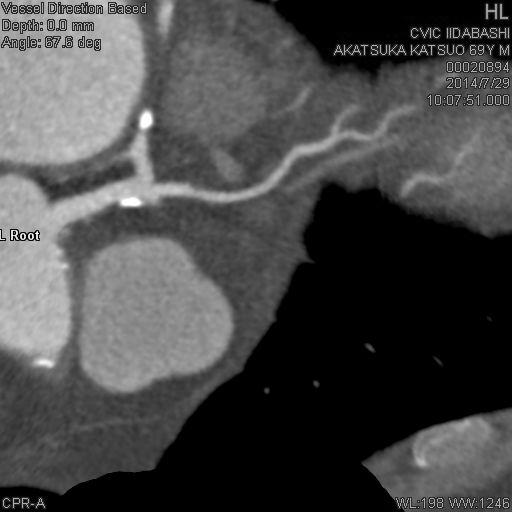 Vessel Direction Based
Depth: 0.0 mm
Angle: 67.6 deg
HL
CVIC IIDABASHI
AKATSUKA KATSUO 69Y M
00020894
2014/7/29
10:07:51.000
L Root
CPR-A
WL:198 WW:1246